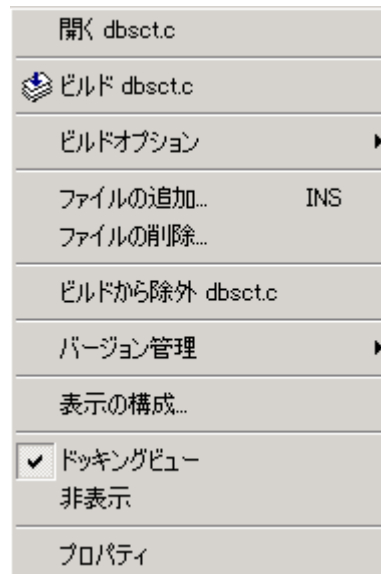 開く dbsct.c
ビルド dbsct.c
ビルドオプション
ファイルの追加... INS
ファイルの削除...
ビルドから除外 dbsct.c
バージョン管理
表示の構成...
ドッキングビュー
非表示
プロパティ